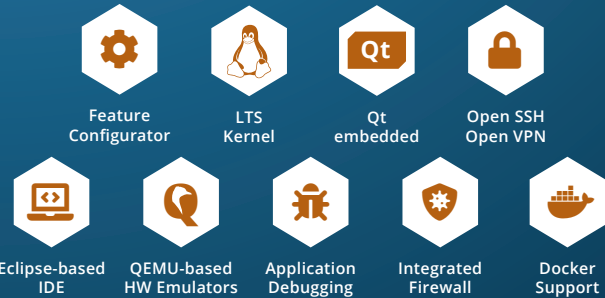 Qt
Feature
Configurator
LTS
Kernel
Qt
embedded
Open SSH
Open VPN
Eclipse-based
IDE
QEMU-based
HW Emulators
Application
Debugging
Integrated
Firewall
Docker
Support